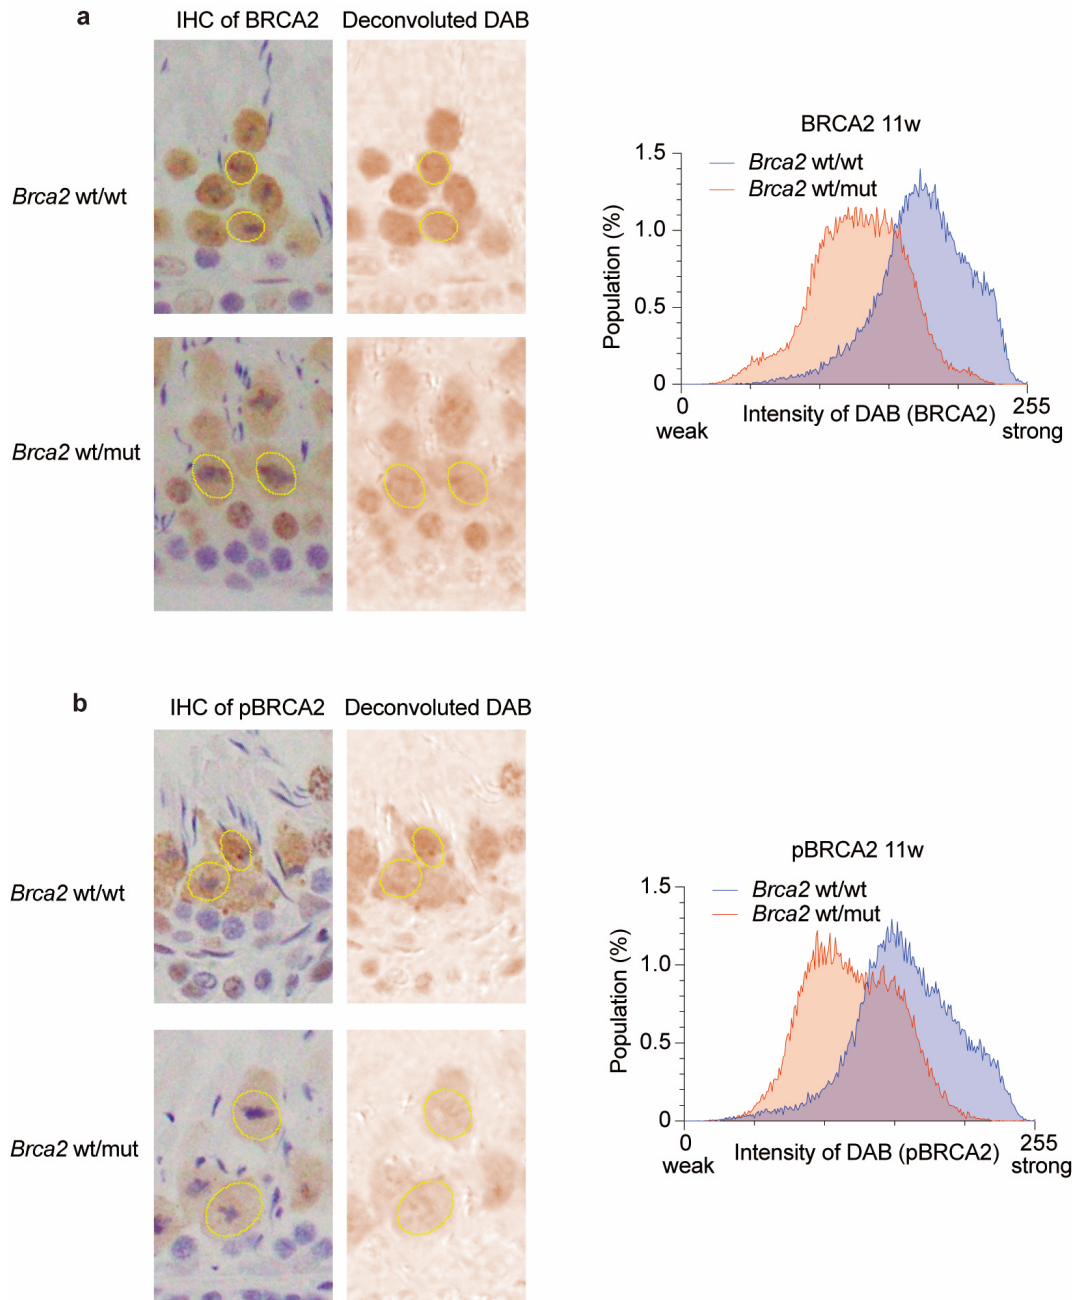 a
IHC of BRCA2
Deconvoluted DAB
Brca2 wt/wt
Brca2 wt/mut
BRCA2 11w
Brca2 wt/wt
Brca2 wt/mut
Population (%)
1.5
1.0
0.5
0
0
255
Intensity of DAB (BRCA2)
weak
strong
b
IHC of pBRCA2
Deconvoluted DAB
Brca2 wt/wt
Brca2 wt/mut
pBRCA2 11w
Brca2 wt/wt
Brca2 wt/mut
Population (%)
1.5
1.0
0.5
0
0
255
Intensity of DAB (pBRCA2)
weak
strong